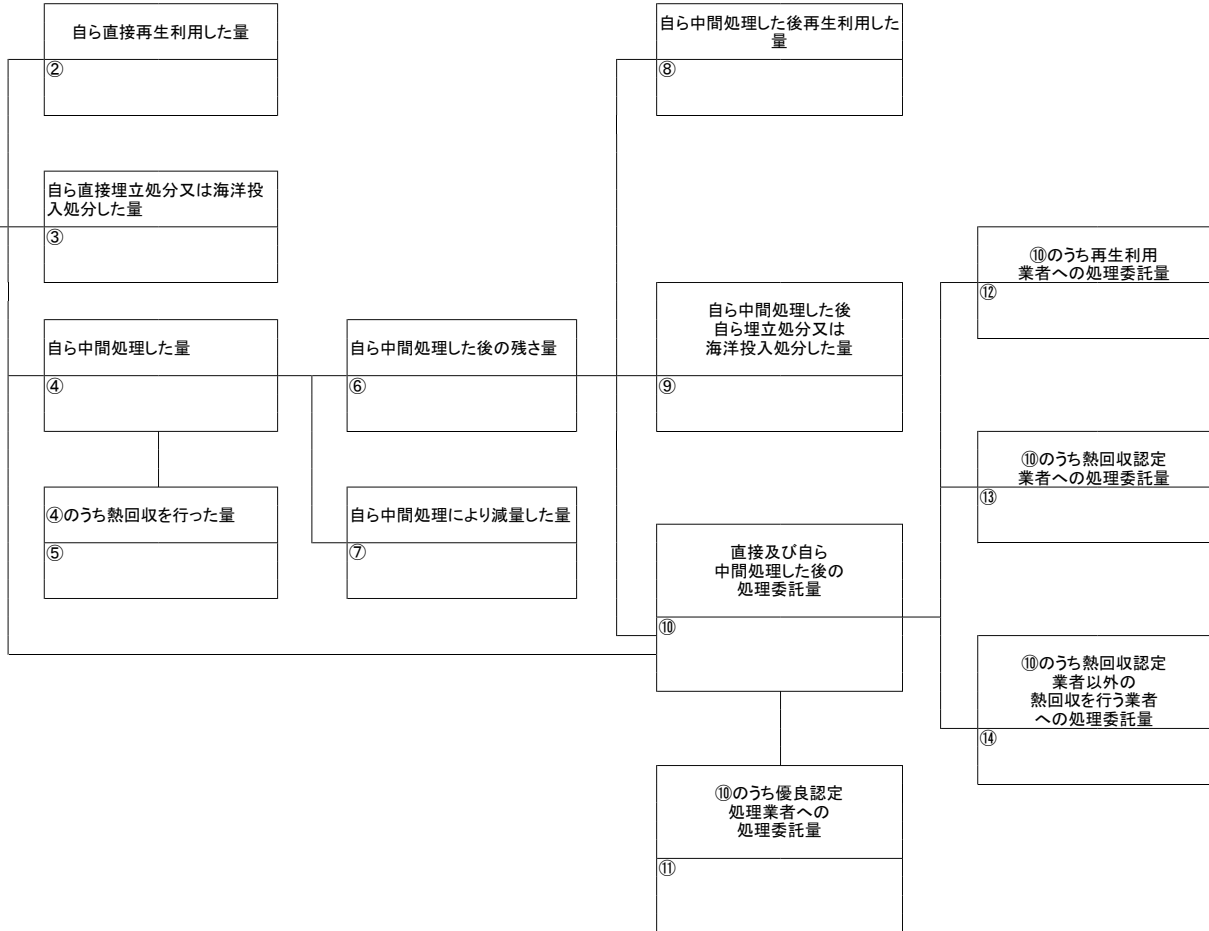 自ら直接再生利用した量
②
自ら直接埋立処分又は海洋投
入処分した量
③
自ら中間処理した量
④
④のうち熱回収を行った量
⑤
自ら中間処理した後の残さ量
⑥
自ら中間処理により減量した量
⑦
自ら中間処理した後再生利用した
量
⑧
自ら中間処理した後
自ら埋立処分又は
海洋投入処分した量
⑨
直接及び自ら
中間処理した後の
処理委託量
⑩
⑩のうち優良認定
処理業者への
処理委託量
⑪
⑩のうち再生利用
業者への処理委託量
⑫
⑩のうち熱回収認定
業者への処理委託量
⑬
⑩のうち熱回収認定
業者以外の
熱回収を行う業者
への処理委託量
⑭